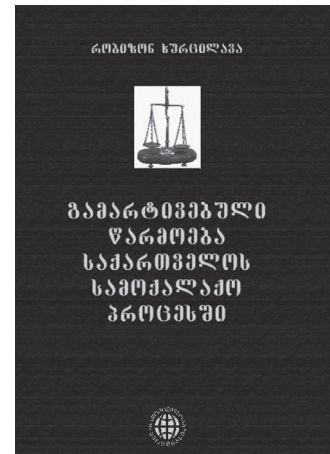 რობიზონ ხურცილავა
გამარტივებული
წარმოება
საქართველოს
სამოქალაქო
პროცესში